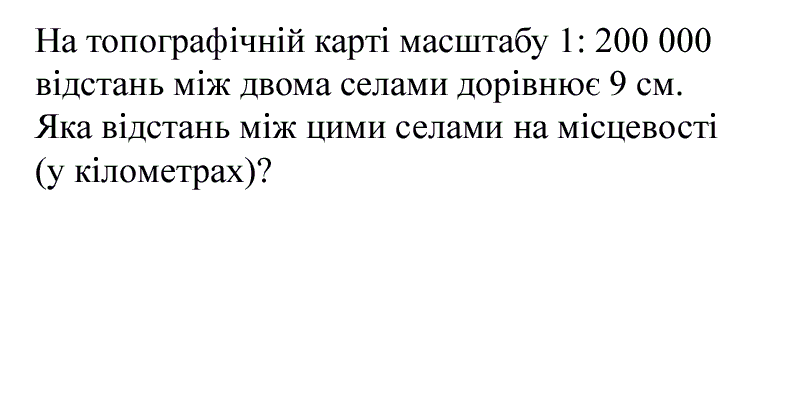 На топографічній карті масштабу 1: 200 000
відстань між двома селами дорівнює 9 см.
Яка відстань між цими селами на місцевості
(у кілометрах)?